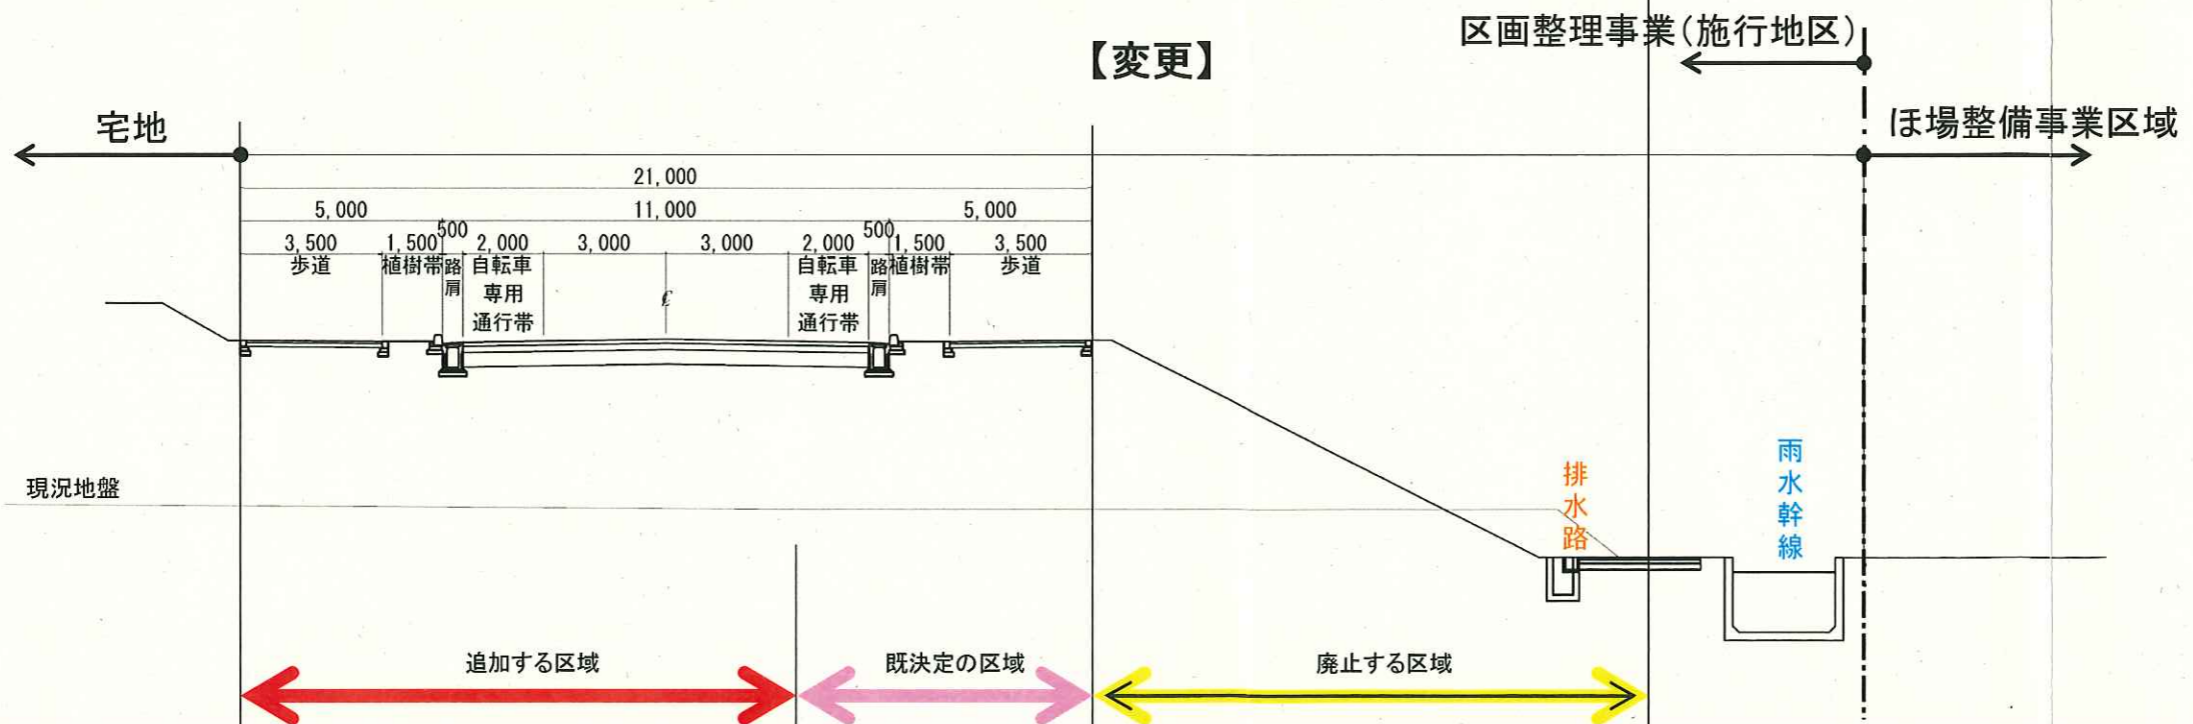 区画整理事業(施行地区)
【変更】
宅地
ほ場整備事業区域
21,000
5,000 11,000 5,000
3,500 1,500 500 2,000 3,000 3,000 2,000 500 1,500 3,500
歩道 植樹帯 路肩 自転車専用通行帯 自転車専用通行帯 路肩 植樹帯 歩道
℄
現況地盤
排水路
雨水幹線
追加する区域
既決定の区域
廃止する区域